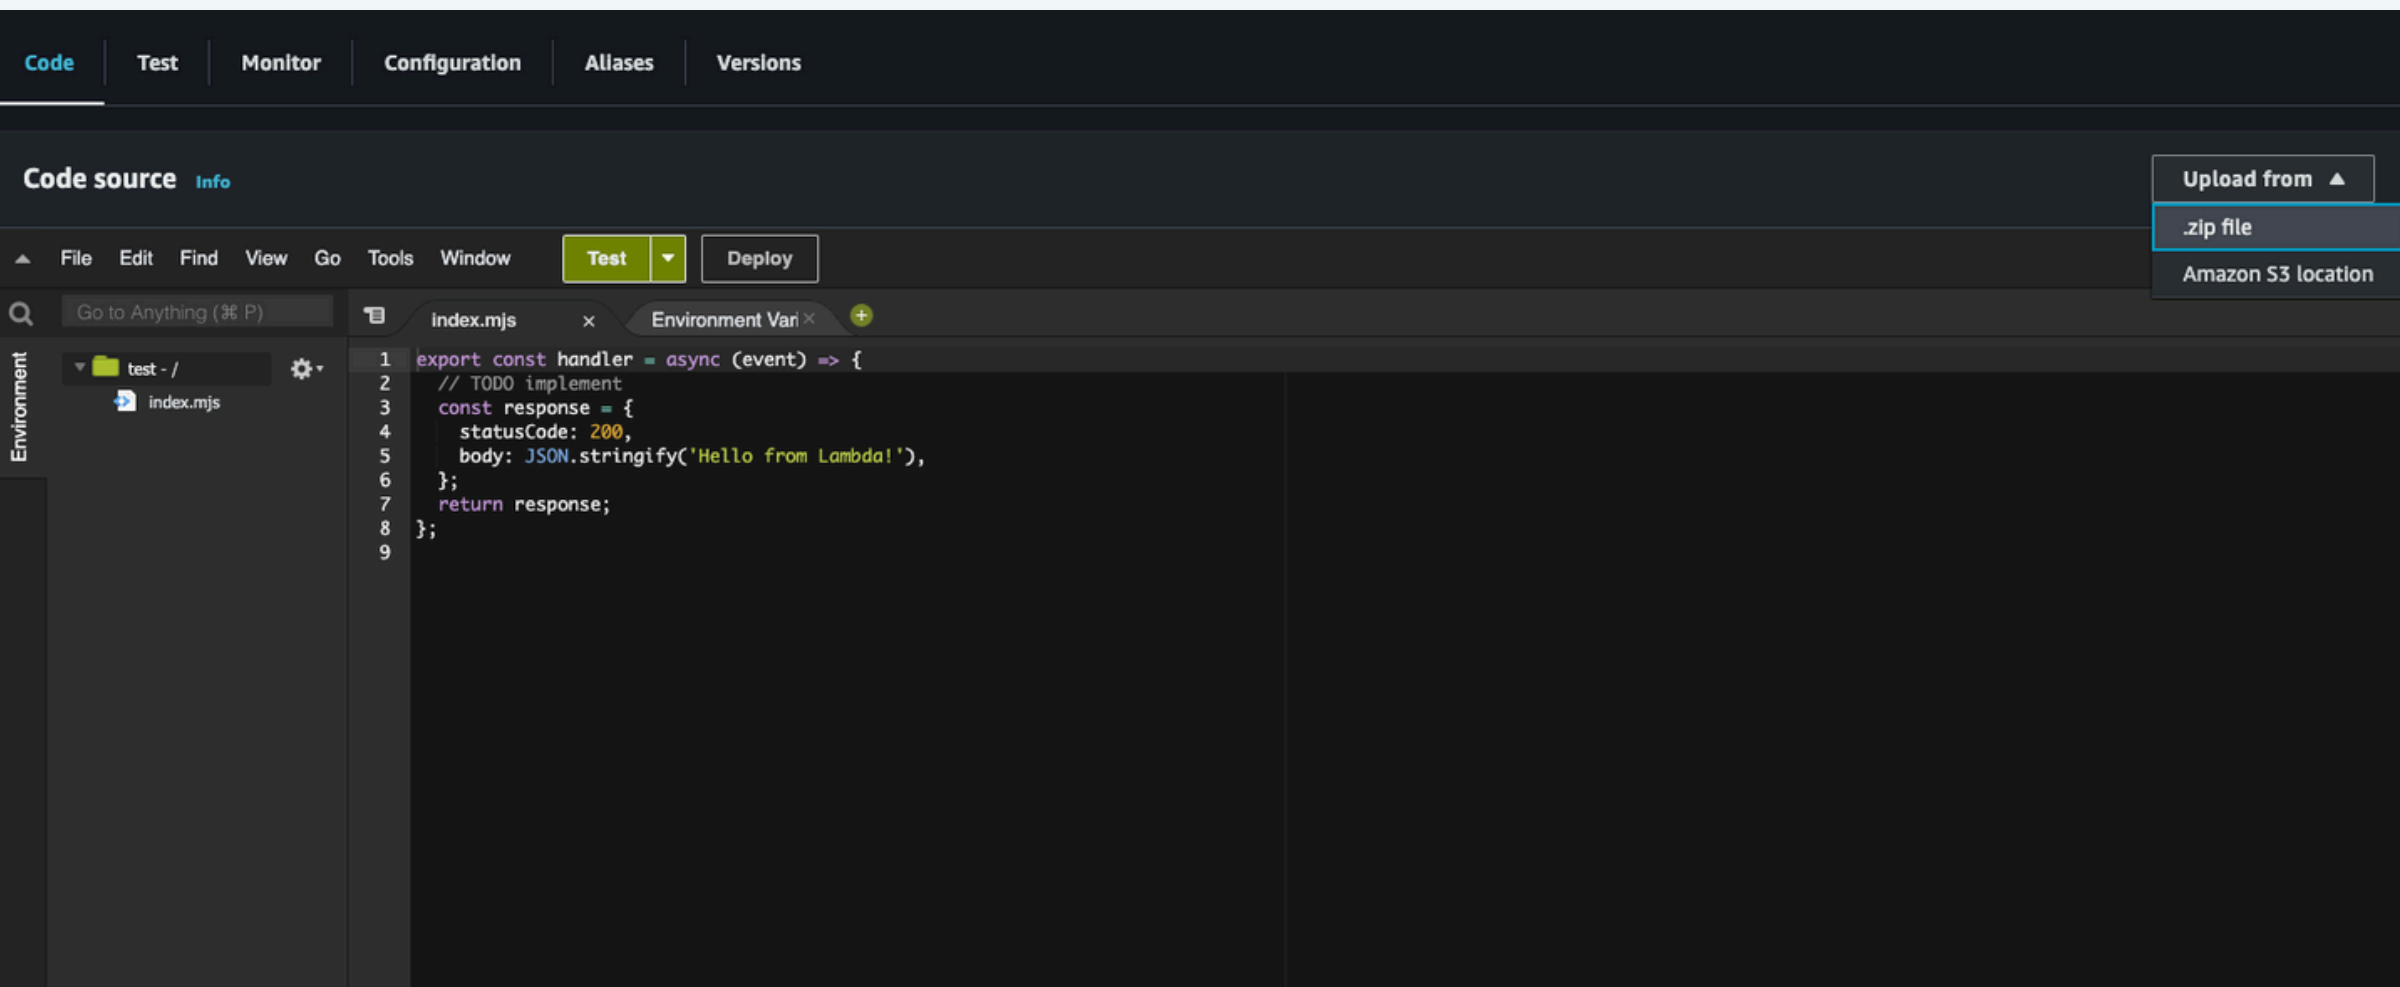 Code Test Monitor Configuration Aliases Versions
Code source Info
Upload from
.zip file
Amazon S3 location
File Edit Find View Go Tools Window Test Deploy
Go to Anything (⌘ P)
index.mjs Environment Vari
Environment
test - /
index.mjs
1 export const handler = async (event) => {
2 // TODO implement
3 const response = {
4 statusCode: 200,
5 body: JSON.stringify('Hello from Lambda!'),
6 };
7 return response;
8 };
9